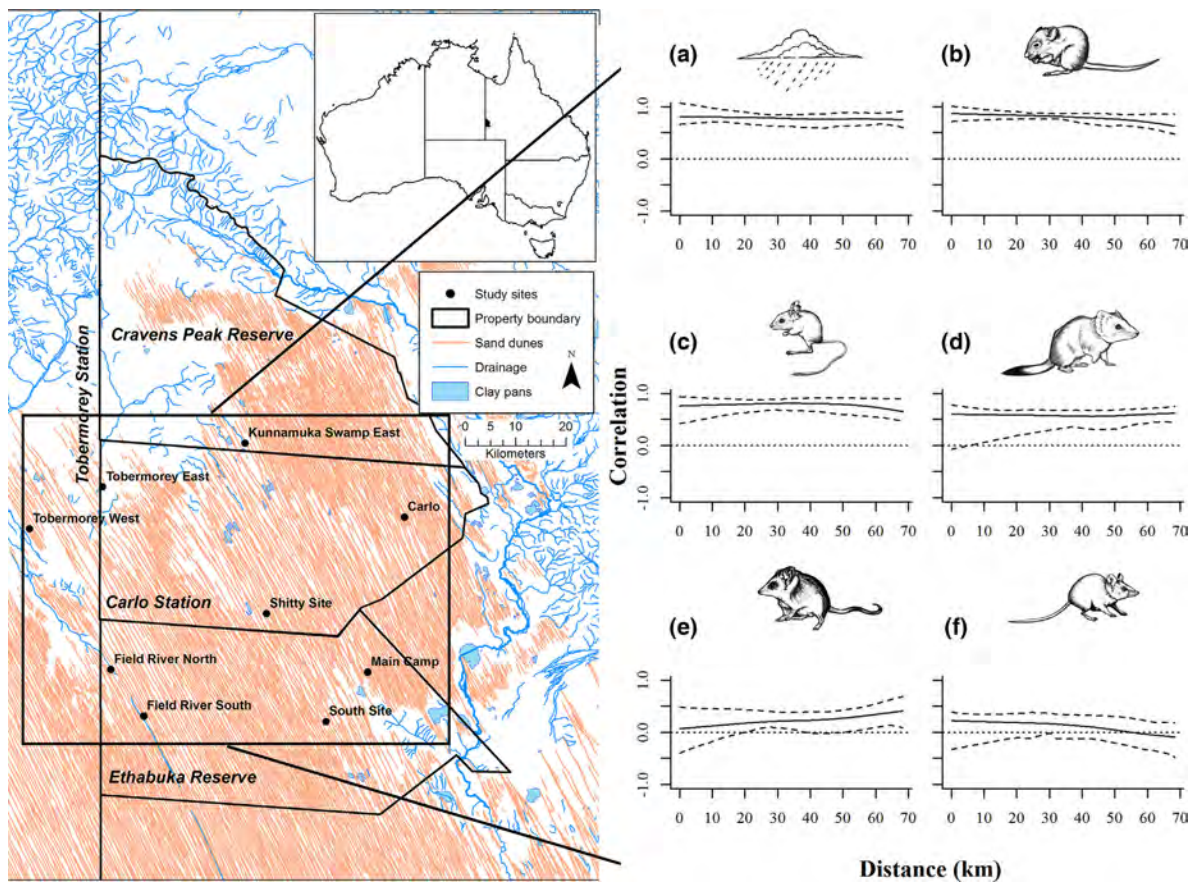 Tobermorey Station
Cravens Peak Reserve
Study sites
Property boundary
Sand dunes
Drainage
Clay pans
N
0 5 10 20
Kilometers
Kunnamuka Swamp East
Tobermorey East
Tobermorey West
Carlo
Carlo Station
Shitty Site
Field River North
Main Camp
Field River South
South Site
Ethabuka Reserve
Correlation
(a)
1.0
0.0
-1.0
0 10 20 30 40 50 60 70
(b)
0 10 20 30 40 50 60 70
(c)
1.0
0.0
-1.0
0 10 20 30 40 50 60 70
(d)
0 10 20 30 40 50 60 70
(e)
1.0
0.0
-1.0
0 10 20 30 40 50 60 70
(f)
0 10 20 30 40 50 60 70
Distance (km)